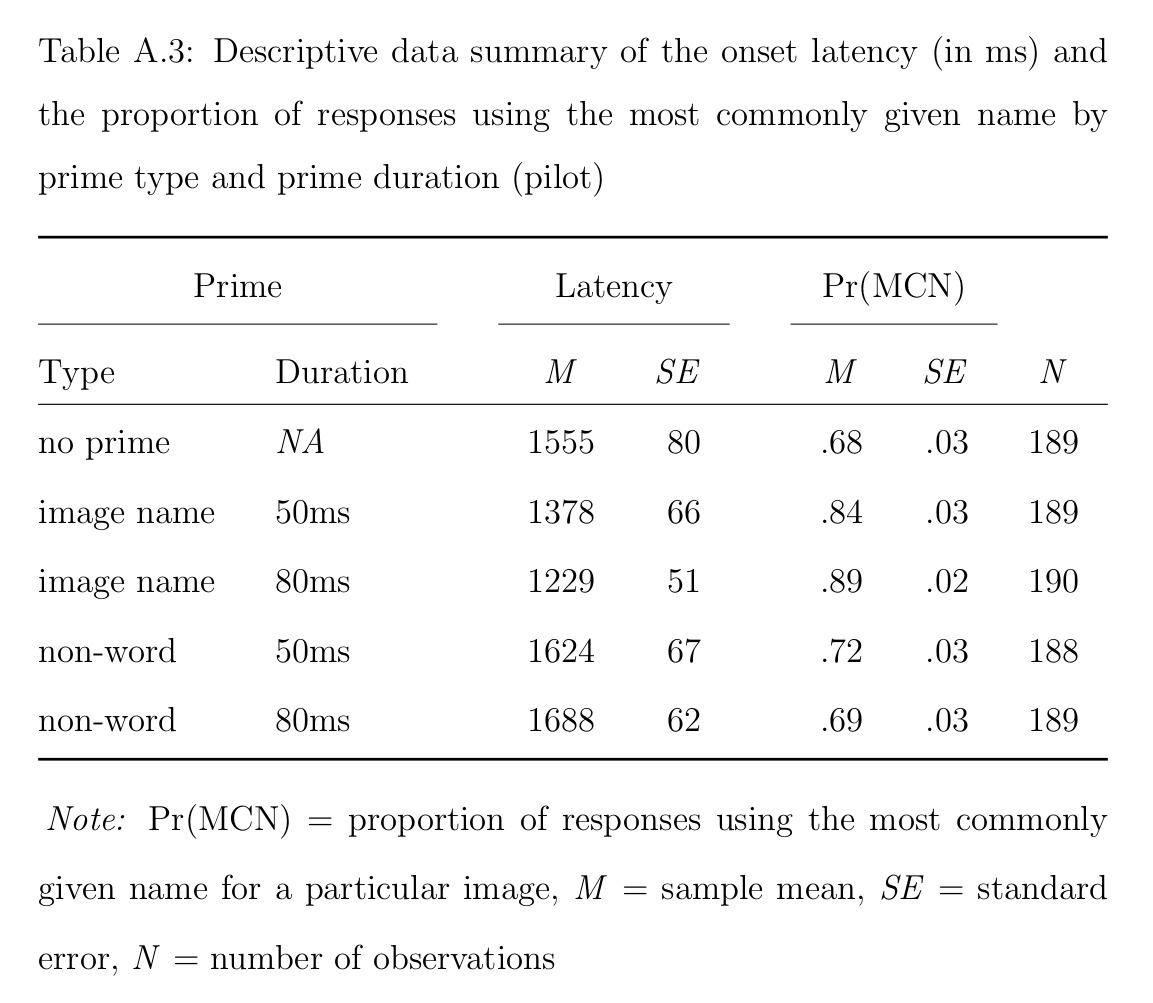 Table A.3: Descriptive data summary of the onset latency (in ms) and
the proportion of responses using the most commonly given name by
prime type and prime duration (pilot)
Prime Latency Pr(MCN)
Type Duration M SE M SE N
no prime NA 1555 80 .68 .03 189
image name 50ms 1378 66 .84 .03 189
image name 80ms 1229 51 .89 .02 190
non-word 50ms 1624 67 .72 .03 188
non-word 80ms 1688 62 .69 .03 189
Note: Pr(MCN) = proportion of responses using the most commonly
given name for a particular image, M = sample mean, SE = standard
error, N = number of observations